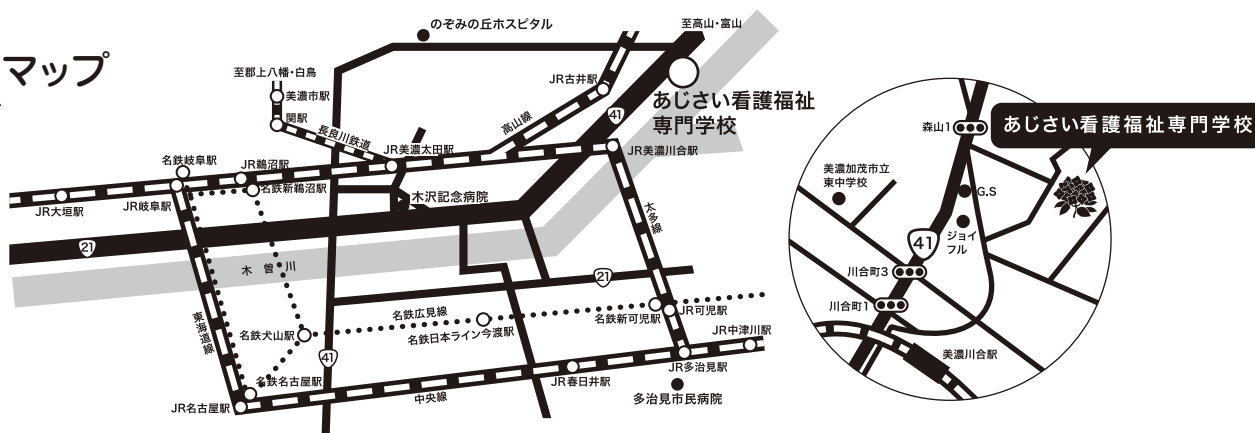 マップ
のぞみの丘ホスピタル
至高山・富山
至郡上八幡・白鳥
美濃市駅
関駅
長良川鉄道
JR古井駅
高山線
41
あじさい看護福祉
専門学校
名鉄岐阜駅
JR鵜沼駅
JR美濃太田駅
JR美濃川合駅
JR大垣駅
JR岐阜駅
名鉄新鵜沼駅
木沢記念病院
太多線
21
木曽川
21
東海道線
名鉄犬山駅
名鉄広見線
名鉄日本ライン今渡駅
名鉄新可児駅
JR可児駅
JR中津川駅
41
名鉄名古屋駅
JR名古屋駅
中央線
JR春日井駅
JR多治見駅
多治見市民病院
森山1
あじさい看護福祉専門学校
美濃加茂市立
東中学校
G.S
ジョイ
フル
41
川合町3
川合町1
美濃川合駅